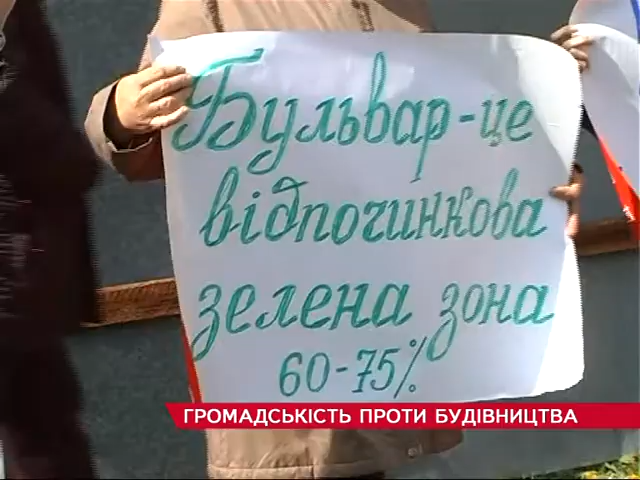 Бульвар-це
відпочинкова
зелена зона
60-75%
ГРОМАДСЬКІСТЬ ПРОТИ БУДІВНИЦТВА